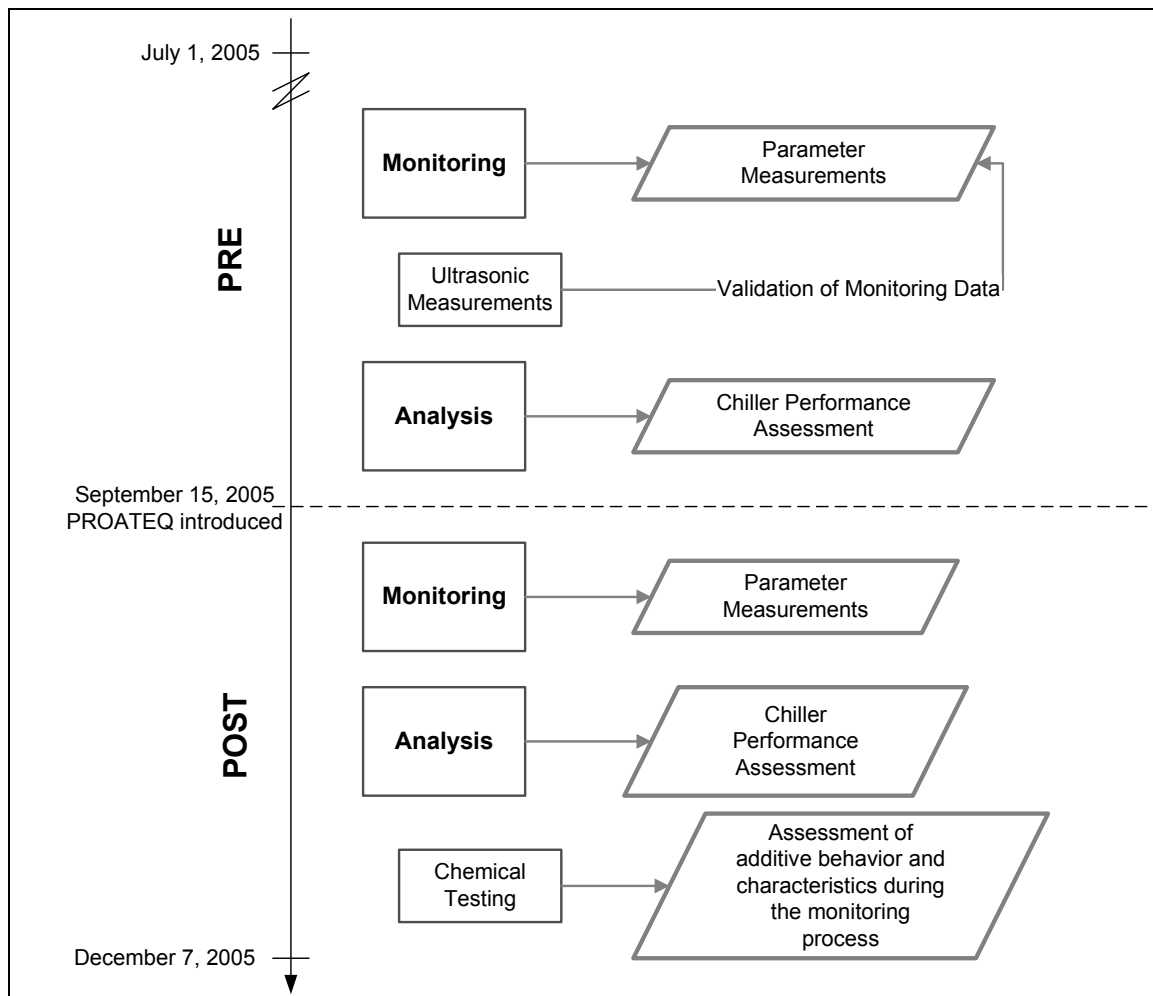 July 1, 2005
PRE
Monitoring
Parameter
Measurements
Ultrasonic
Measurements
Validation of Monitoring Data
Analysis
Chiller Performance
Assessment
September 15, 2005
PROATEQ introduced
POST
Monitoring
Parameter
Measurements
Analysis
Chiller
Performance
Assessment
Chemical
Testing
Assessment of
additive behavior and
characteristics during
the monitoring
process
December 7, 2005